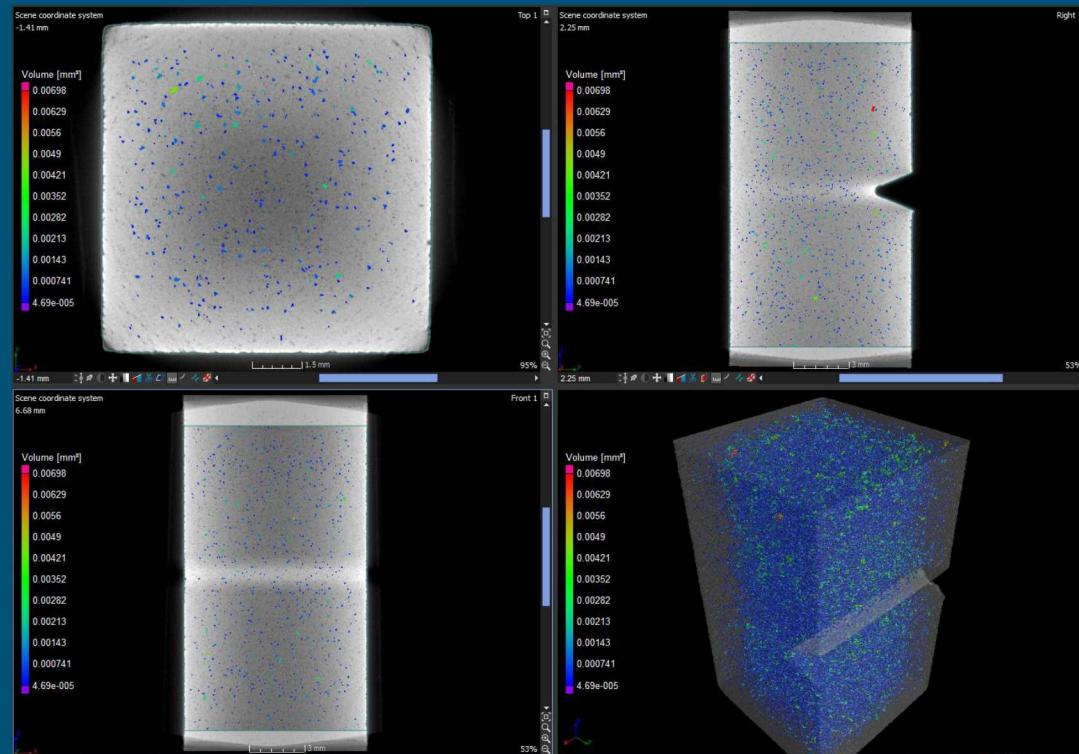 Scene coordinate system
-1.41 mm
Top 1
Volume [mm³]
0.00698
0.00629
0.0056
0.0049
0.00421
0.00352
0.00282
0.00213
0.00143
0.000741
4.69e-005
1.5 mm
95%
-1.41 mm
Scene coordinate system
2.25 mm
Right
Volume [mm³]
0.00698
0.00629
0.0056
0.0049
0.00421
0.00352
0.00282
0.00213
0.00143
0.000741
4.69e-005
3 mm
53%
2.25 mm
Scene coordinate system
6.68 mm
Front 1
Volume [mm³]
0.00698
0.00629
0.0056
0.0049
0.00421
0.00352
0.00282
0.00213
0.00143
0.000741
4.69e-005
3 mm
53%
Volume [mm³]
0.00698
0.00629
0.0056
0.0049
0.00421
0.00352
0.00282
0.00213
0.00143
0.000741
4.69e-005